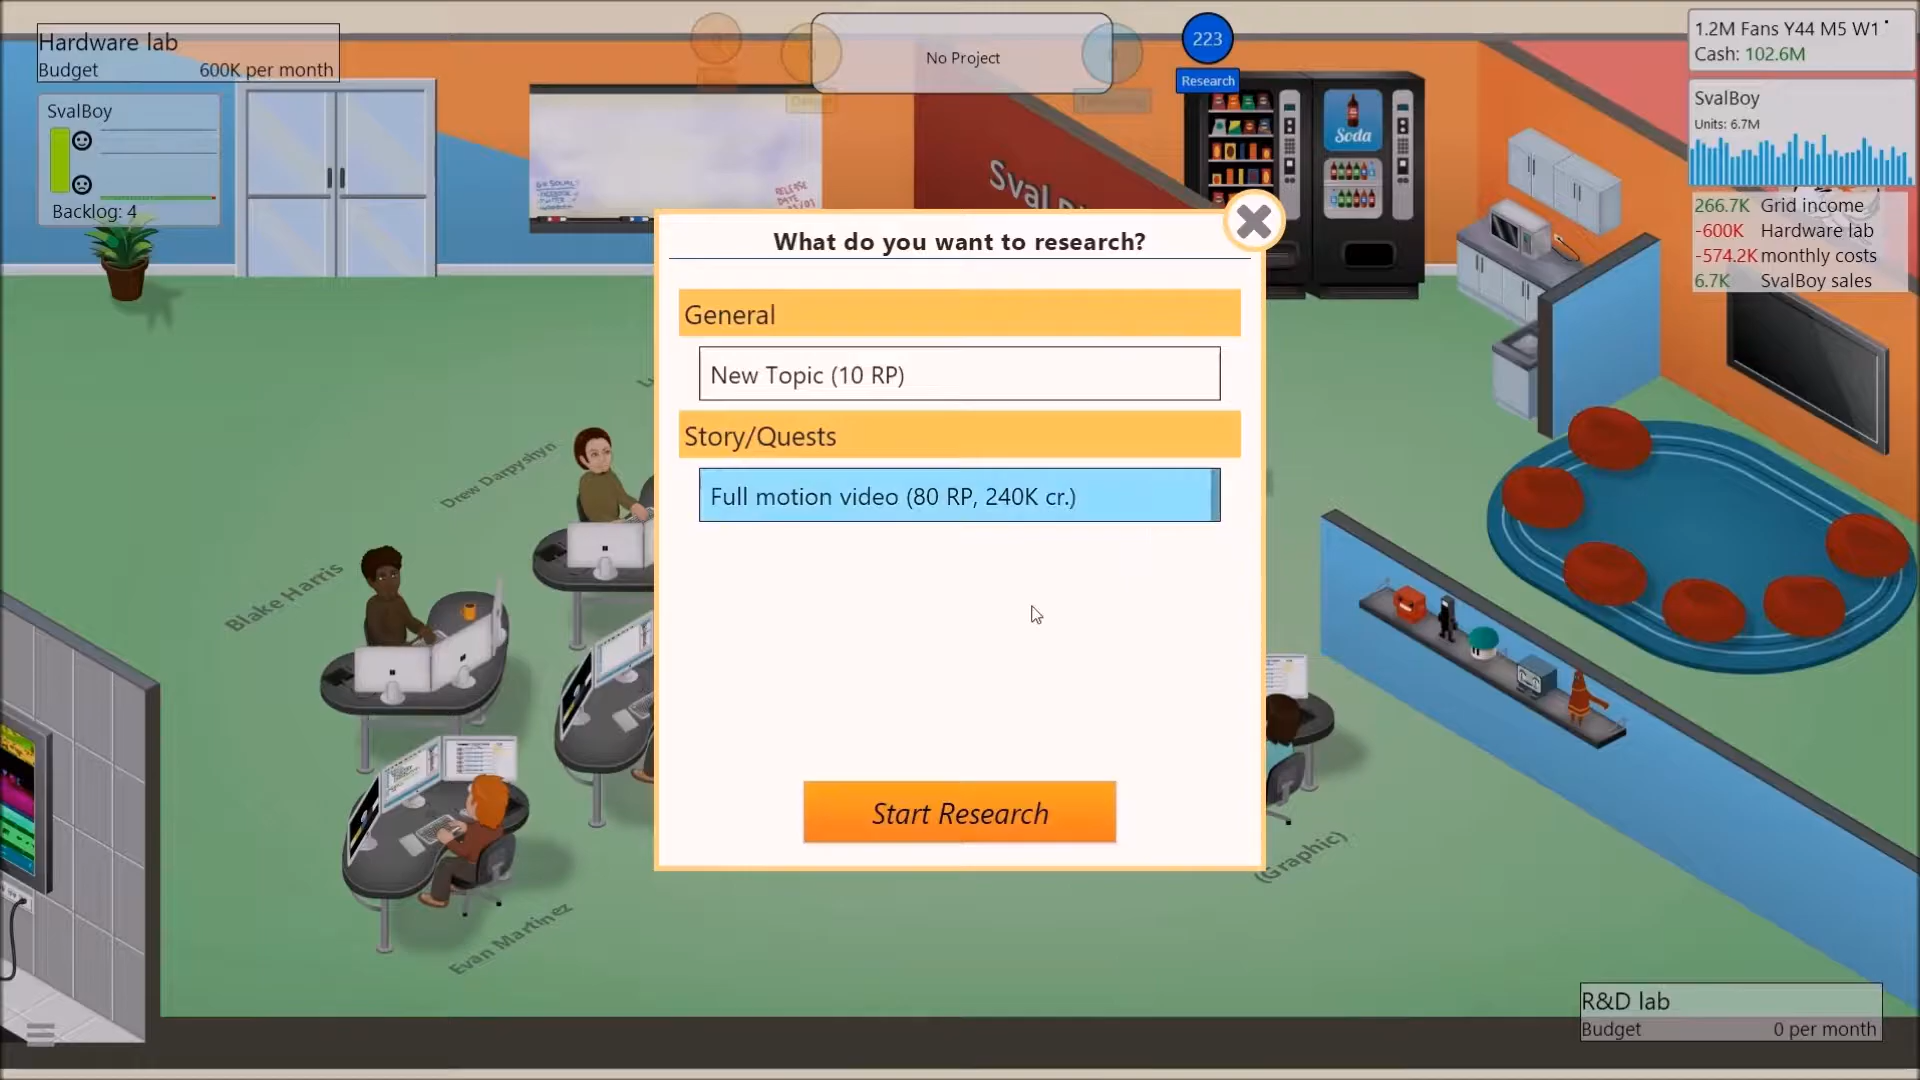 Hardware lab
Budget 600K per month
SvalBoy
Backlog: 4
No Project
223
Research
1.2M Fans Y44 M5 W1
Cash: 102.6M
SvalBoy
Units: 6.7M
266.7K Grid income
-600K Hardware lab
-574.2K monthly costs
6.7K SvalBoy sales
RELEASE
DATE
Soda
Sval
What do you want to research?
General
New Topic (10 RP)
Story/Quests
Full motion video (80 RP, 240K cr.)
Start Research
Drew Darpyshyn
Blake Harris
Evan Martinez
(Graphic)
R&D lab
Budget 0 per month